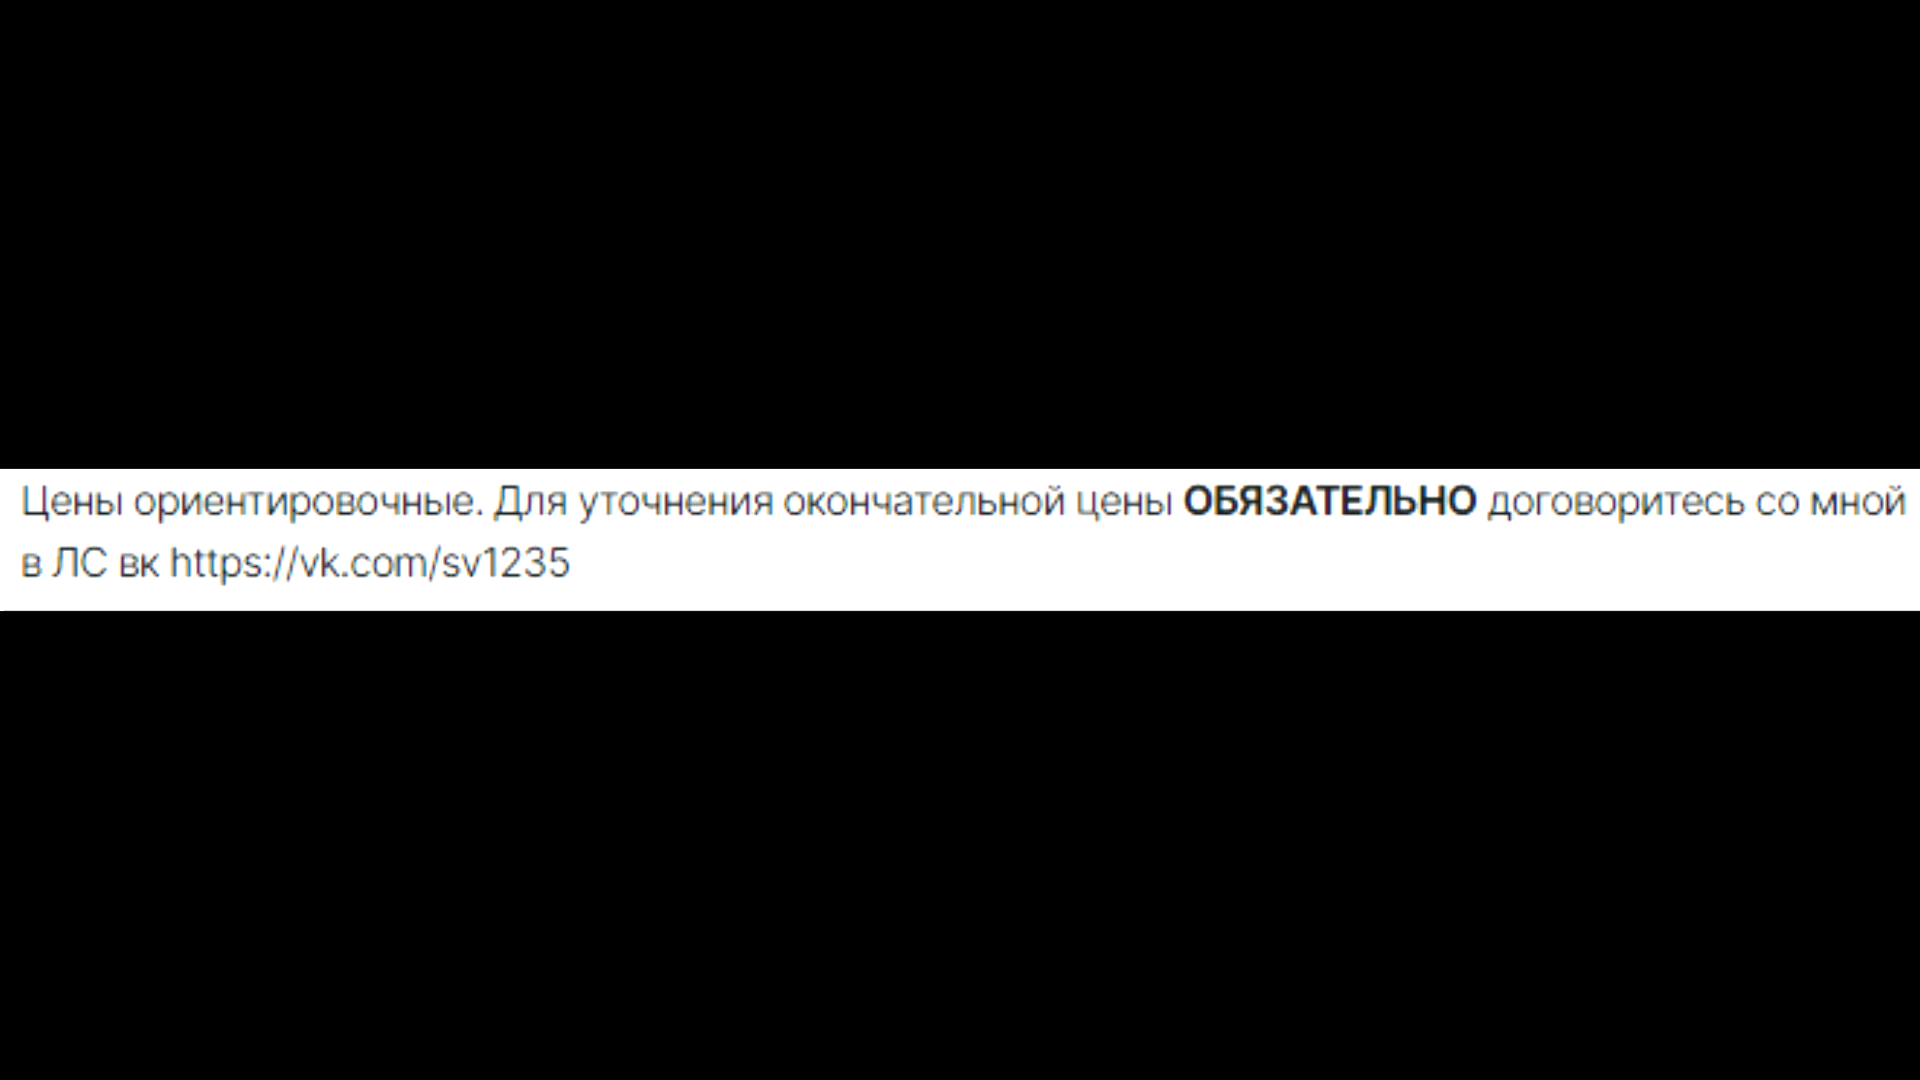 Цены ориентировочные. Для уточнения окончательной цены ОБЯЗАТЕЛЬНО договоритесь со мной
в ЛС вк https://vk.com/sv1235